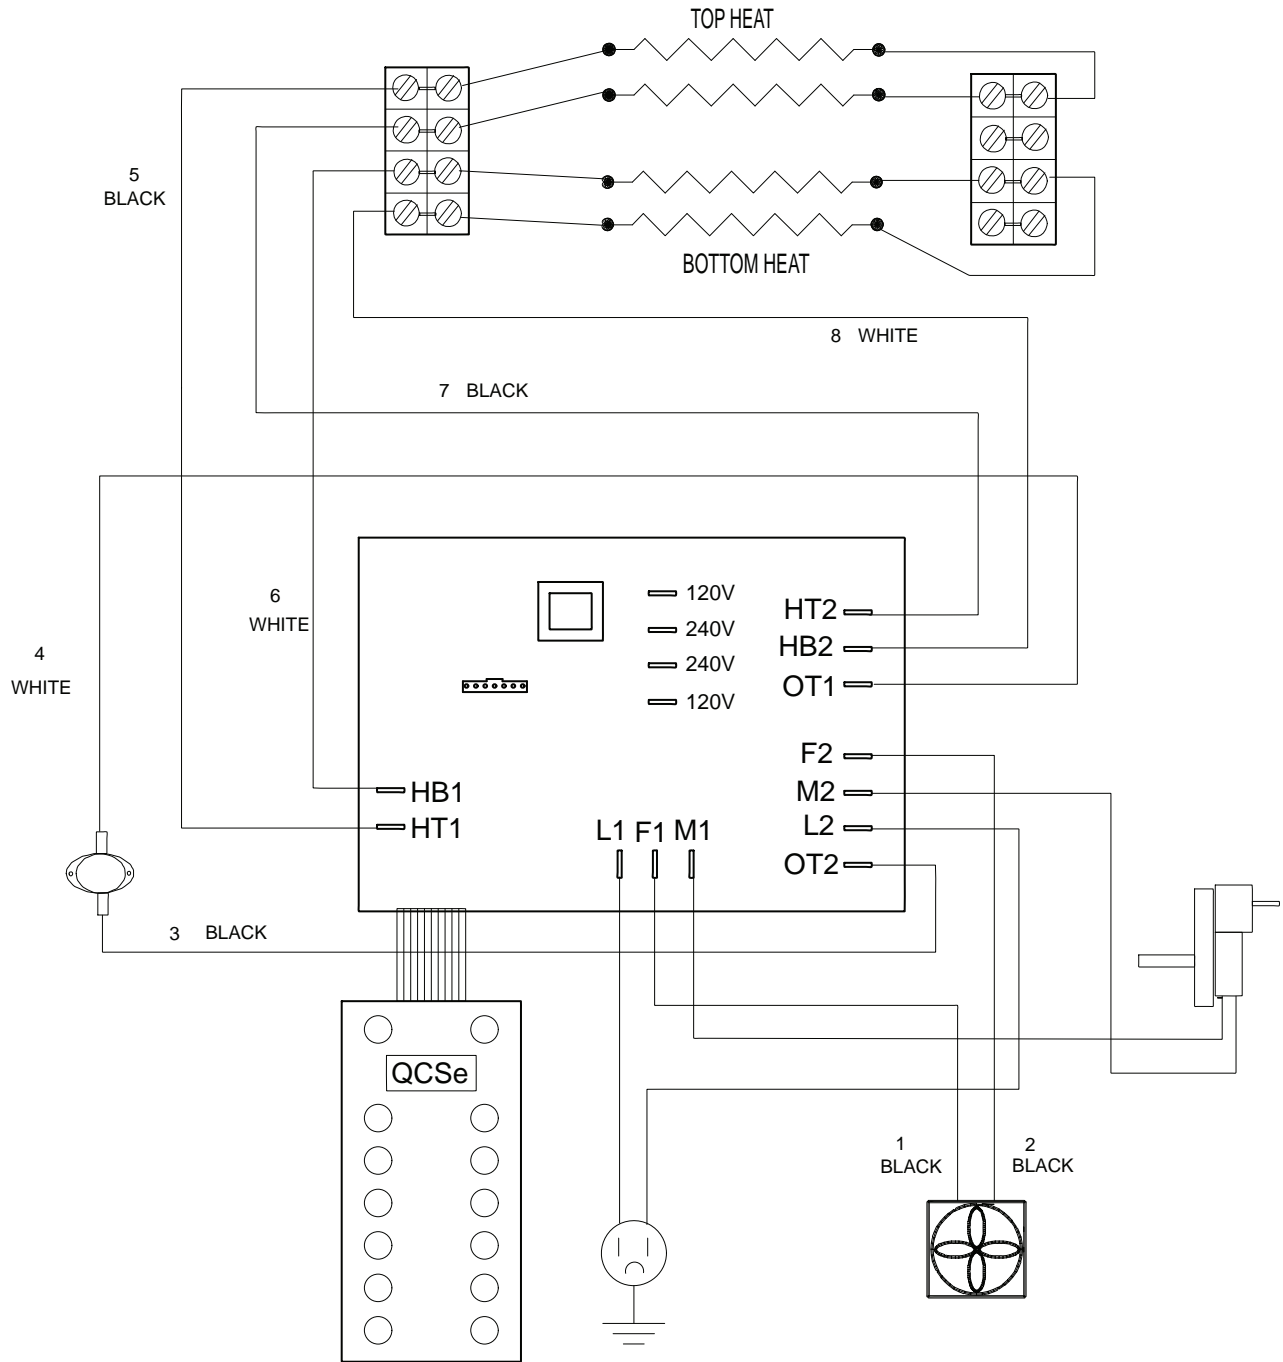 TOP HEAT
5
BLACK
BOTTOM HEAT
8 WHITE
7 BLACK
6
WHITE
4
WHITE
120V
240V
240V
120V
HT2
HB2
OT1
F2
M2
L2
OT2
HB1
HT1
L1 F1 M1
3 BLACK
QCSe
1
BLACK
2
BLACK